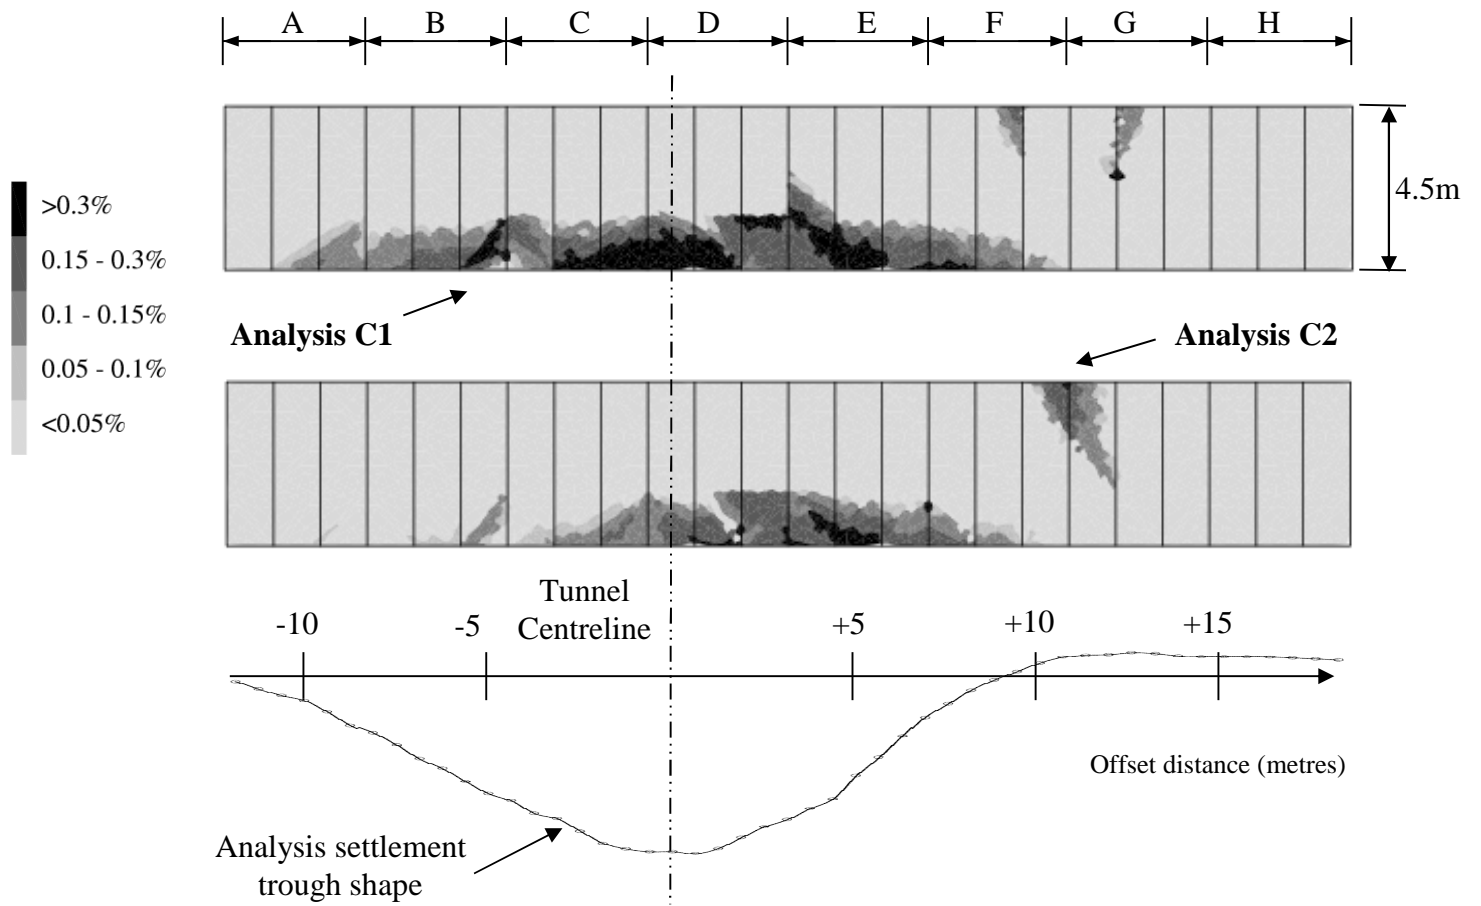 A B C D E F G H
>0.3%
0.15 - 0.3%
0.1 - 0.15%
0.05 - 0.1%
<0.05%
4.5m
Analysis C1
Analysis C2
Tunnel
Centreline
-10 -5 +5 +10 +15
Offset distance (metres)
Analysis settlement
trough shape